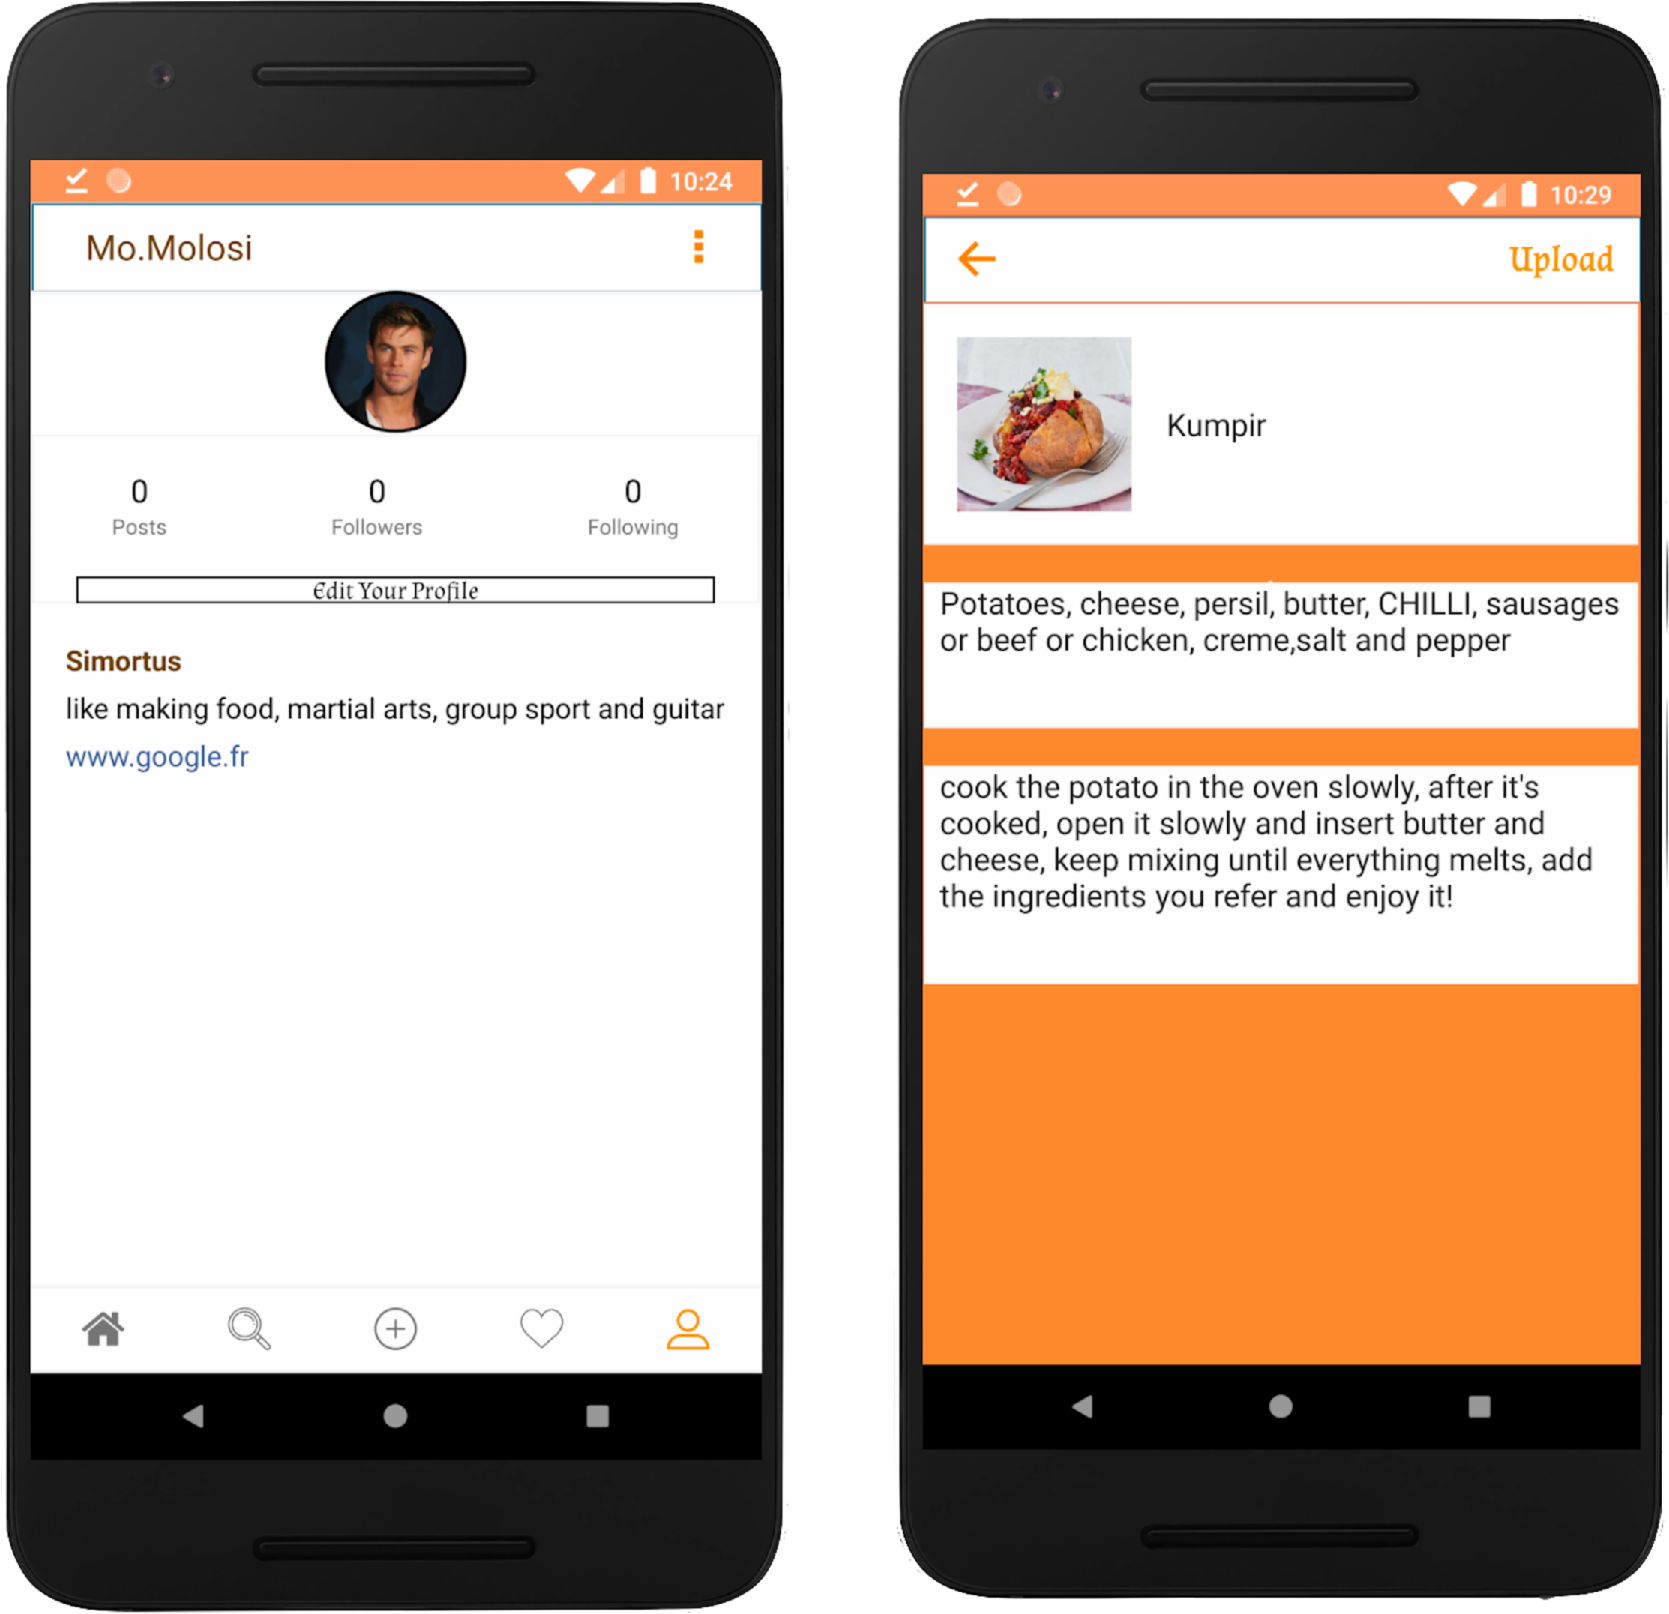 10:24
Mo.Molosi
0
Posts
0
Followers
0
Following
Edit Your Profile
Simortus
like making food, martial arts, group sport and guitar
www.google.fr
10:29
Upload
Kumpir
Potatoes, cheese, persil, butter, CHILLI, sausages
or beef or chicken, creme,salt and pepper
cook the potato in the oven slowly, after it's
cooked, open it slowly and insert butter and
cheese, keep mixing until everything melts, add
the ingredients you refer and enjoy it!